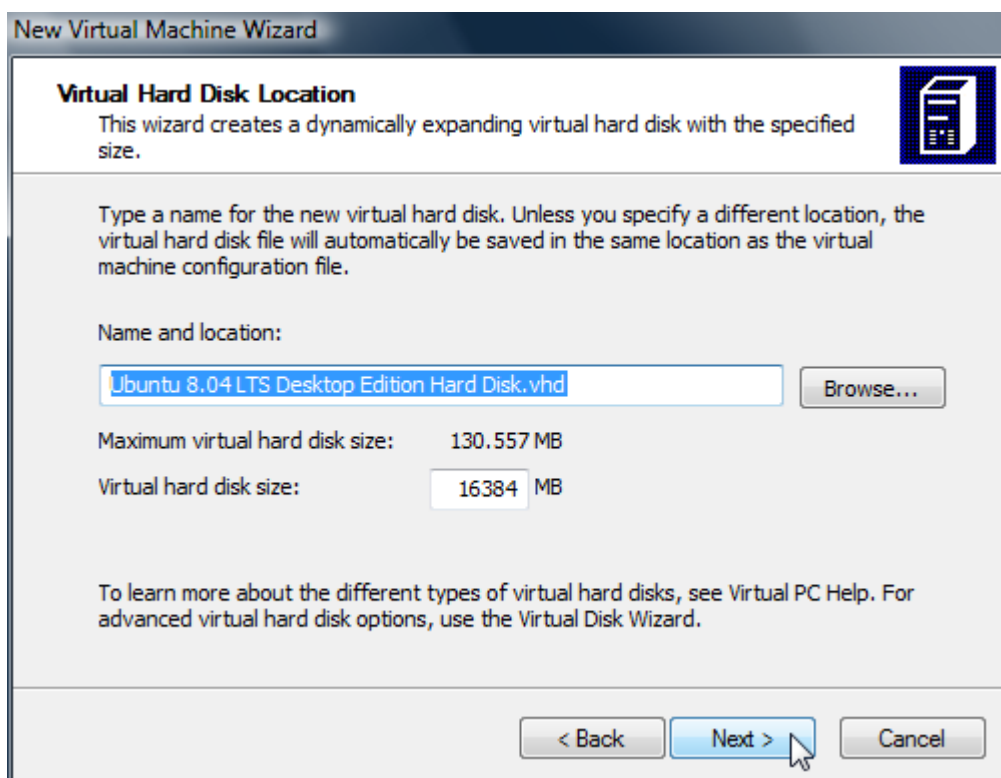 New Virtual Machine Wizard
Virtual Hard Disk Location
This wizard creates a dynamically expanding virtual hard disk with the specified
size.
Type a name for the new virtual hard disk. Unless you specify a different location, the
virtual hard disk file will automatically be saved in the same location as the virtual
machine configuration file.
Name and location:
Ubuntu 8.04 LTS Desktop Edition Hard Disk.vhd
Browse...
Maximum virtual hard disk size: 130.557 MB
Virtual hard disk size: 16384 MB
To learn more about the different types of virtual hard disks, see Virtual PC Help. For
advanced virtual hard disk options, use the Virtual Disk Wizard.
< Back Next > Cancel